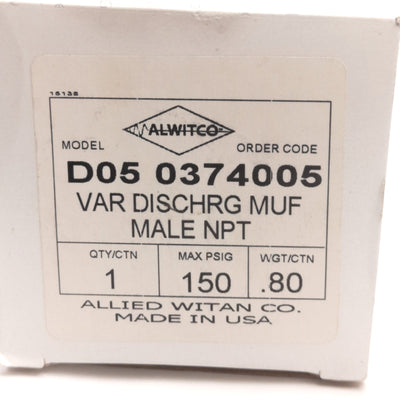 15136
ALWITCO
MODEL ORDER CODE
D05 0374005
VAR DISCHRG MUF
MALE NPT
QTY/CTN MAX PSIG WGT/CTN
1 150 .80
ALLIED WITAN CO.
MADE IN USA